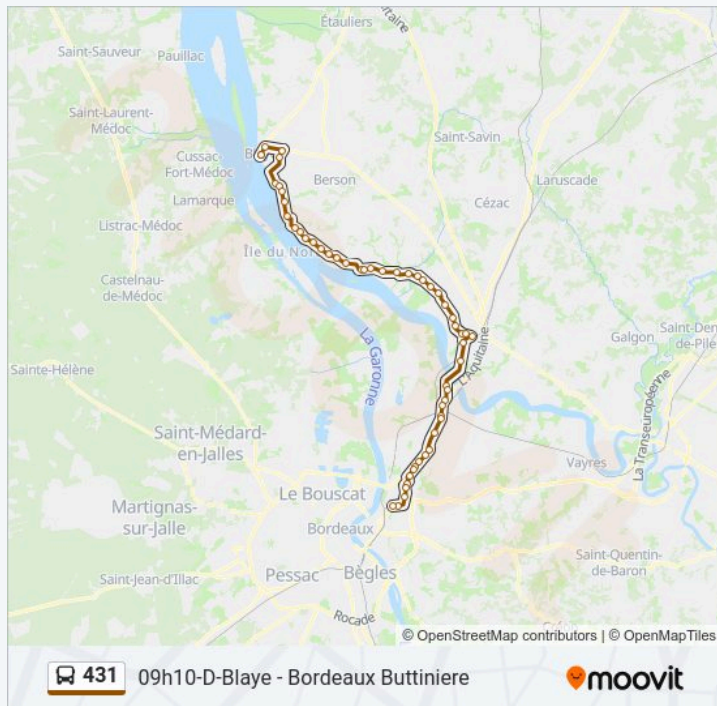 Étauliers
Aquitaine
Saint-Sauveur
Pauillac
Saint-Laurent-
Médoc
Saint-Savin
Cussac-
Fort-Médoc
Berson
Laruscade
Lamarque
Cézac
Listrac-Médoc
Île du Nor
Castelnau-
de-Médoc
Saint-Den
de-Pile
Galgon
L'Aquitaine
La Garonne
Sainte-Hélène
La Transeuropéenne
Saint-Médard-
en-Jalles
Vayres
Le Bouscat
Martignas-
sur-Jalle
Bordeaux
Saint-Quentin-
de-Baron
Saint-Jean-d'Illac
Pessac
Bègles
Rocade
© OpenStreetMap contributors | © OpenMapTiles
431 09h10-D-Blaye - Bordeaux Buttiniere
moovit